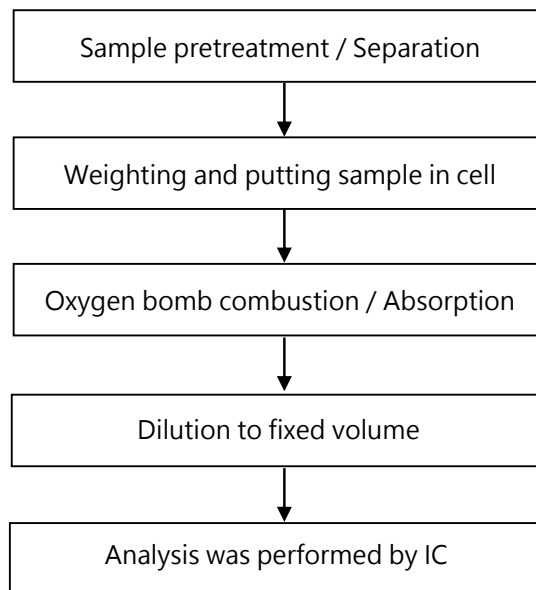 Sample pretreatment / Separation
Weighting and putting sample in cell
Oxygen bomb combustion / Absorption
Dilution to fixed volume
Analysis was performed by IC